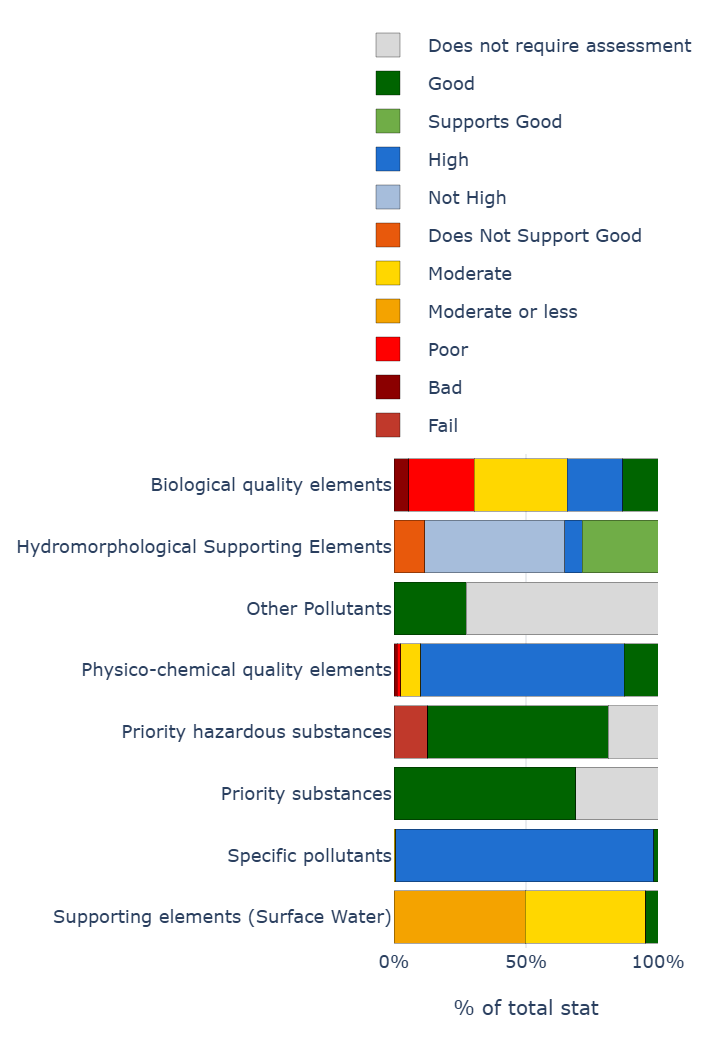 Does not require assessment
Good
Supports Good
High
Not High
Does Not Support Good
Moderate
Moderate or less
Poor
Bad
Fail
Biological quality elements
Hydromorphological Supporting Elements
Other Pollutants
Physico-chemical quality elements
Priority hazardous substances
Priority substances
Specific pollutants
Supporting elements (Surface Water)
0% 50% 100%
% of total stat